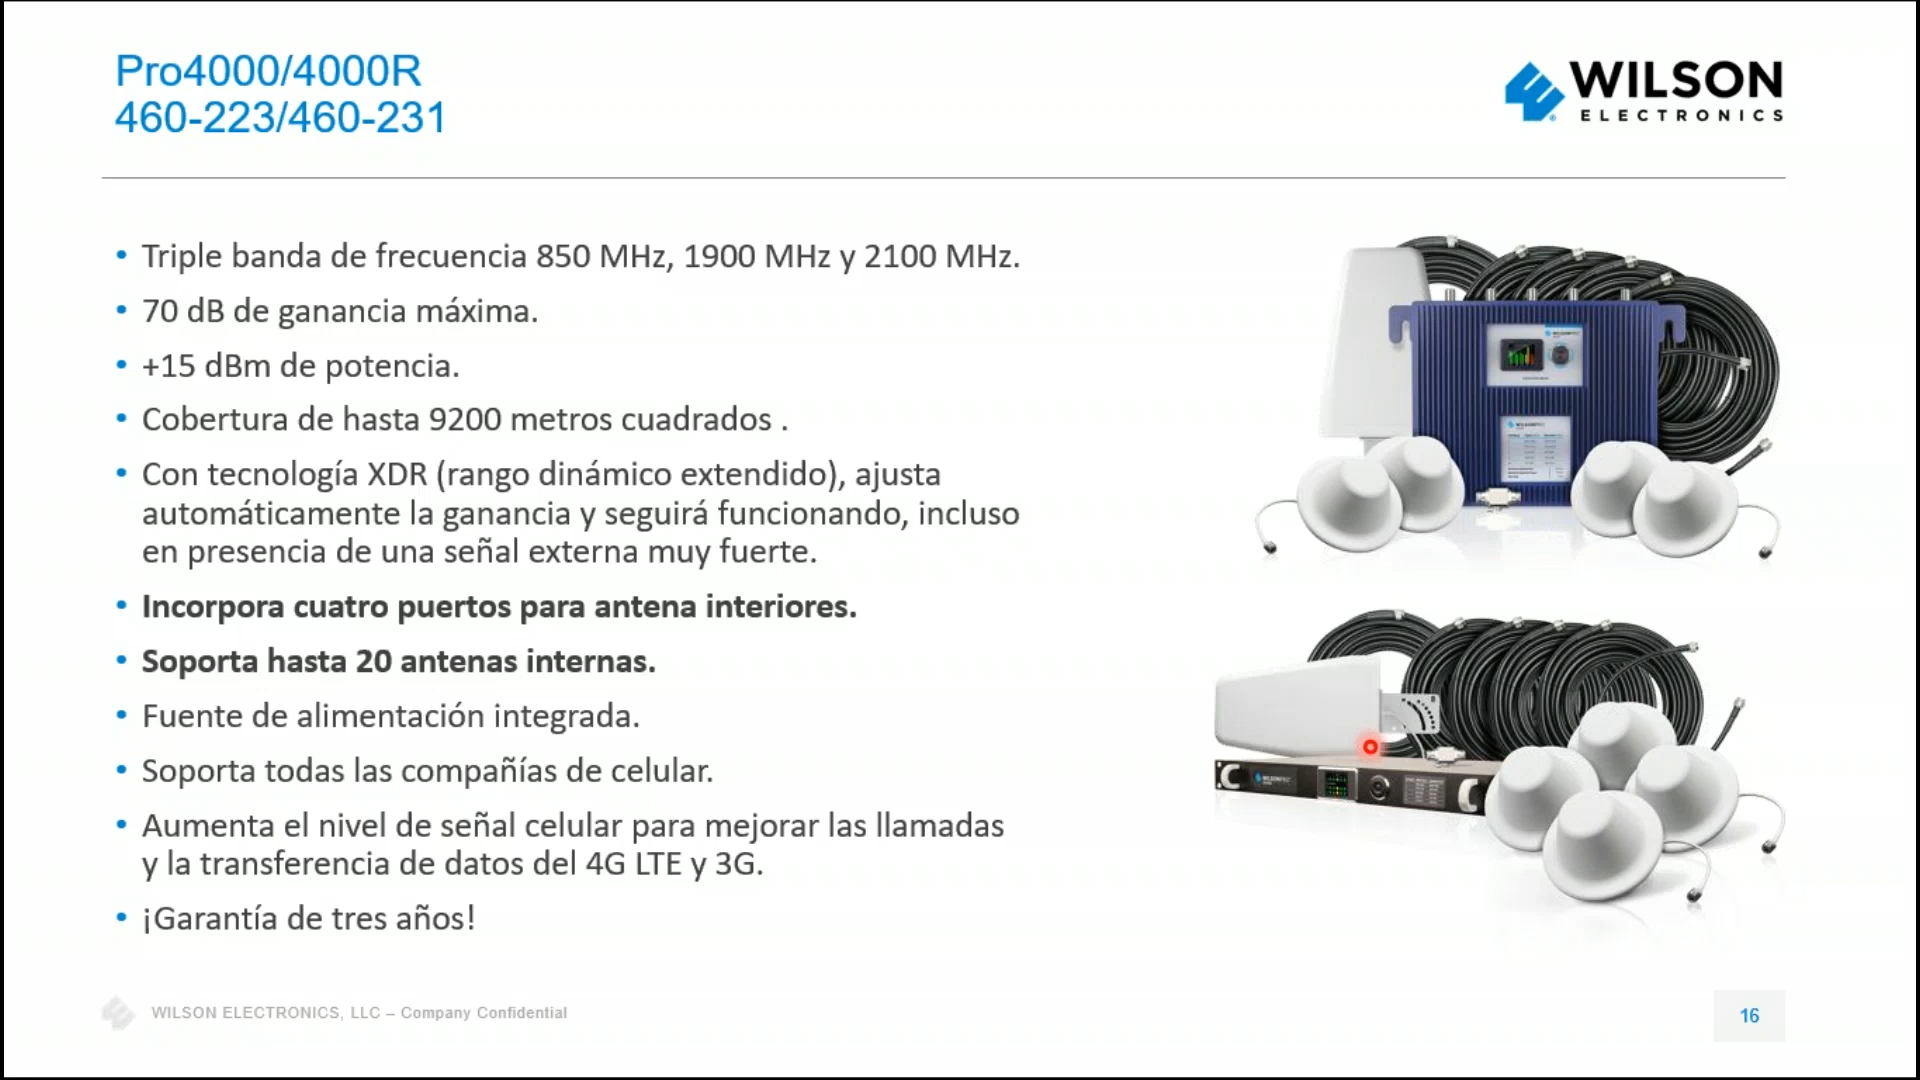 Pro4000/4000R
460-223/460-231
WILSON
ELECTRONICS
• Triple banda de frecuencia 850 MHz, 1900 MHz y 2100 MHz.
• 70 dB de ganancia máxima.
• +15 dBm de potencia.
• Cobertura de hasta 9200 metros cuadrados .
• Con tecnología XDR (rango dinámico extendido), ajusta
automáticamente la ganancia y seguirá funcionando, incluso
en presencia de una señal externa muy fuerte.
• Incorpora cuatro puertos para antena interiores.
• Soporta hasta 20 antenas internas.
• Fuente de alimentación integrada.
• Soporta todas las compañías de celular.
• Aumenta el nivel de señal celular para mejorar las llamadas
y la transferencia de datos del 4G LTE y 3G.
• ¡Garantía de tres años!
WILSON ELECTRONICS, LLC – Company Confidential
16